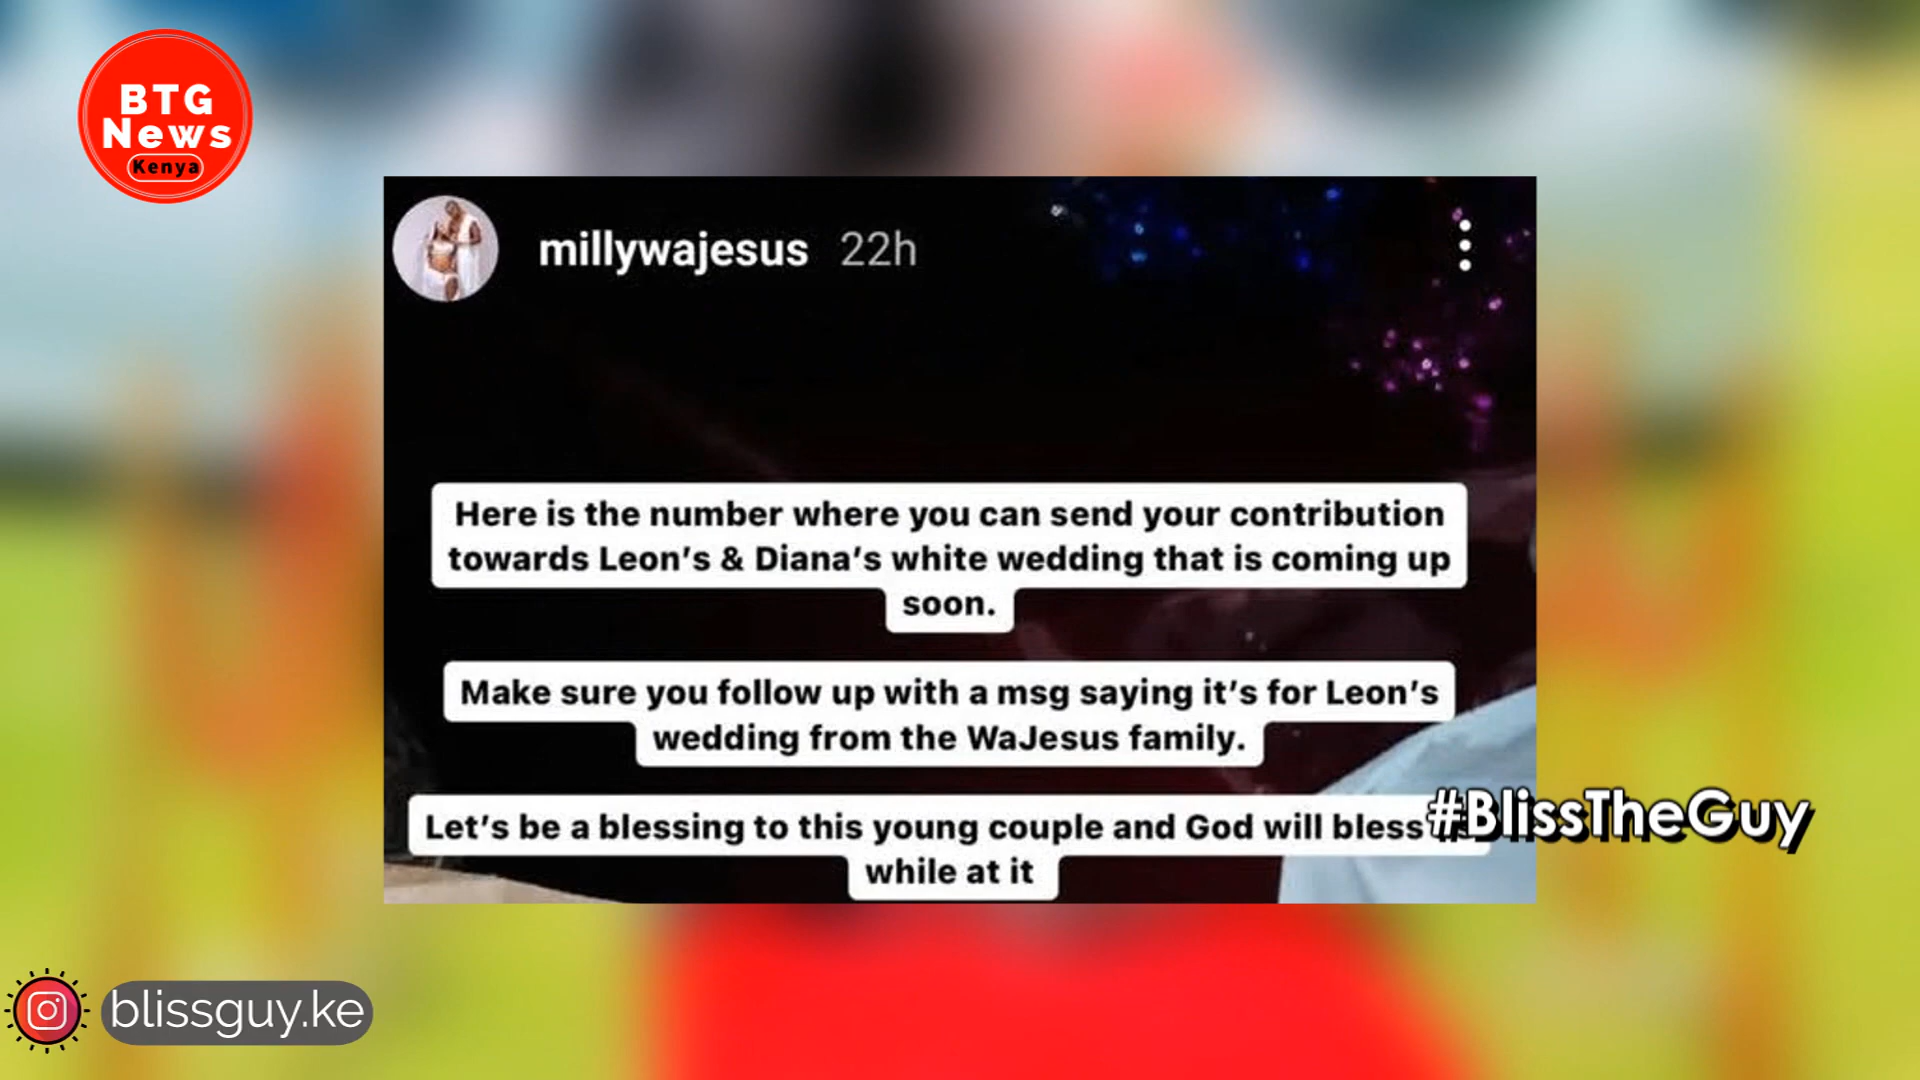 BTG
News
Kenya
millywajesus 22h
Here is the number where you can send your contribution
towards Leon's & Diana's white wedding that is coming up
soon.
Make sure you follow up with a msg saying it's for Leon's
wedding from the WaJesus family.
Let's be a blessing to this young couple and God will bless
while at it
#BlissTheGuy
blissguy.ke